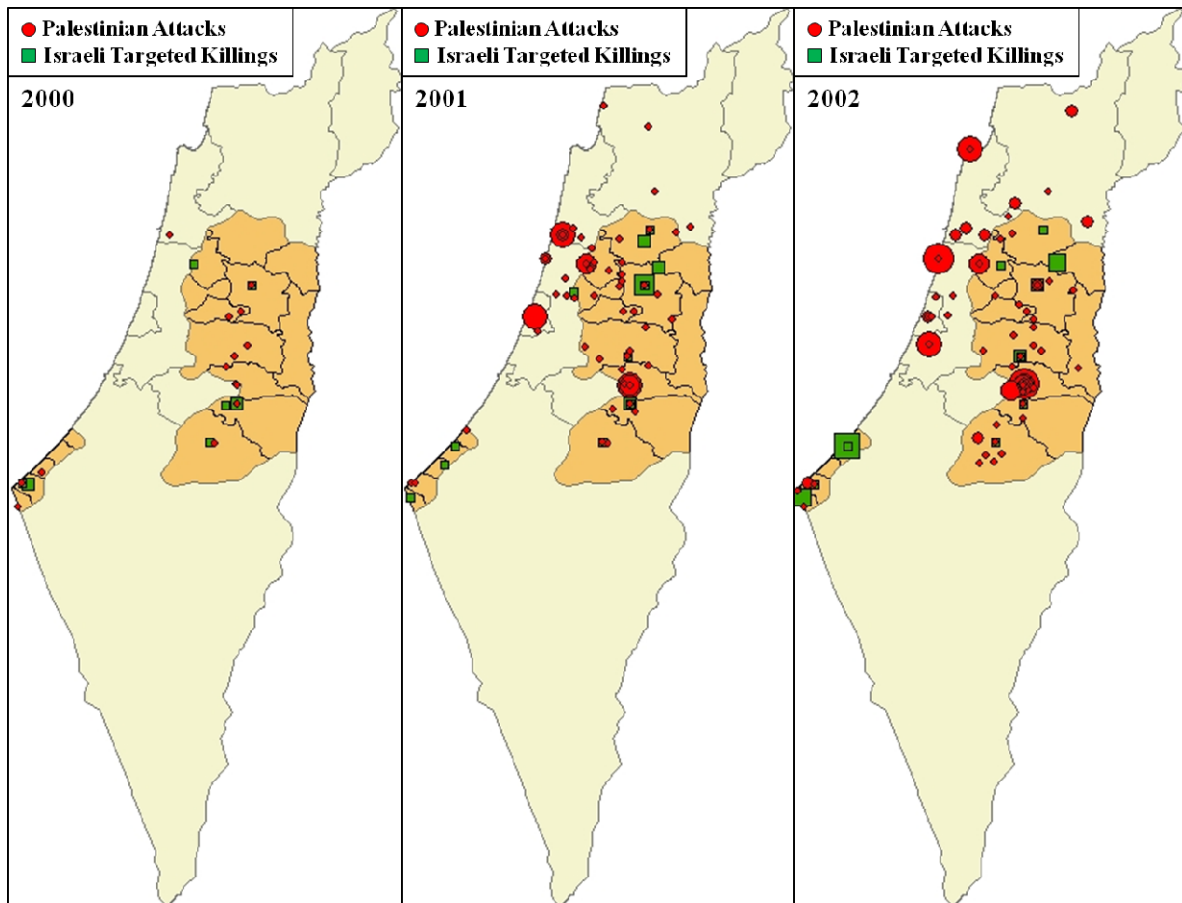 Palestinian Attacks
Israeli Targeted Killings
2000
Palestinian Attacks
Israeli Targeted Killings
2001
Palestinian Attacks
Israeli Targeted Killings
2002